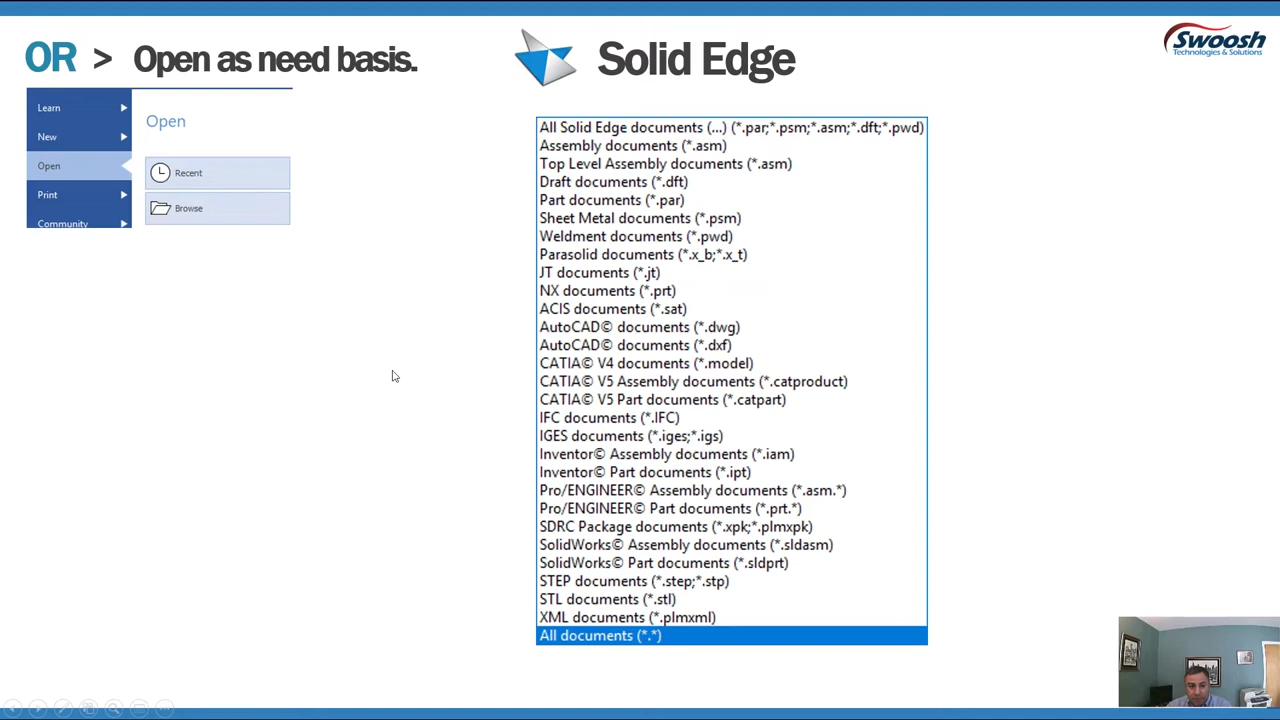 OR > Open as need basis.
Solid Edge
Swoosh
Technologies & Solutions
Learn
New
Open
Print
Community
Open
Recent
Browse
All Solid Edge documents (...) (*.par;*.psm;*.asm;*.dft;*.pwd)
Assembly documents (*.asm)
Top Level Assembly documents (*.asm)
Draft documents (*.dft)
Part documents (*.par)
Sheet Metal documents (*.psm)
Weldment documents (*.pwd)
Parasolid documents (*.x_b;*.x_t)
JT documents (*.jt)
NX documents (*.prt)
ACIS documents (*.sat)
AutoCAD© documents (*.dwg)
AutoCAD© documents (*.dxf)
CATIA© V4 documents (*.model)
CATIA© V5 Assembly documents (*.catproduct)
CATIA© V5 Part documents (*.catpart)
IFC documents (*.IFC)
IGES documents (*.iges;*.igs)
Inventor© Assembly documents (*.iam)
Inventor© Part documents (*.ipt)
Pro/ENGINEER© Assembly documents (*.asm.*)
Pro/ENGINEER© Part documents (*.prt.*)
SDRC Package documents (*.xpk;*.plmxpk)
SolidWorks© Assembly documents (*.sldasm)
SolidWorks© Part documents (*.sldprt)
STEP documents (*.step;*.stp)
STL documents (*.stl)
XML documents (*.plmxml)
All documents (*.*)